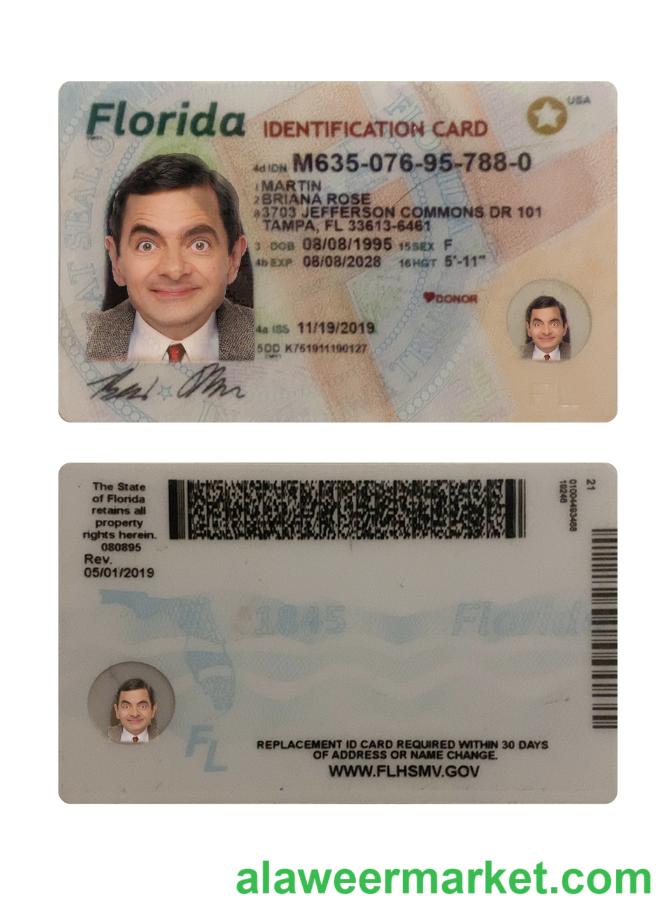 Florida IDENTIFICATION CARD USA
4d IDN M635-076-95-788-0
1 MARTIN
2 BRIANA ROSE
8 3703 JEFFERSON COMMONS DR 101
TAMPA, FL 33613-6461
3 DOB 08/08/1995 15 SEX F
4b EXP 08/08/2028 16 HGT 5'-11"
DONOR
4a ISS 11/19/2019
5 DD K761911190127
FL
The State
of Florida
retains all
property
rights herein.
080895
Rev.
05/01/2019
21
01004493468
19246
1845 Florid
FL
REPLACEMENT ID CARD REQUIRED WITHIN 30 DAYS
OF ADDRESS OR NAME CHANGE.
WWW.FLHSMV.GOV
alaweermarket.com